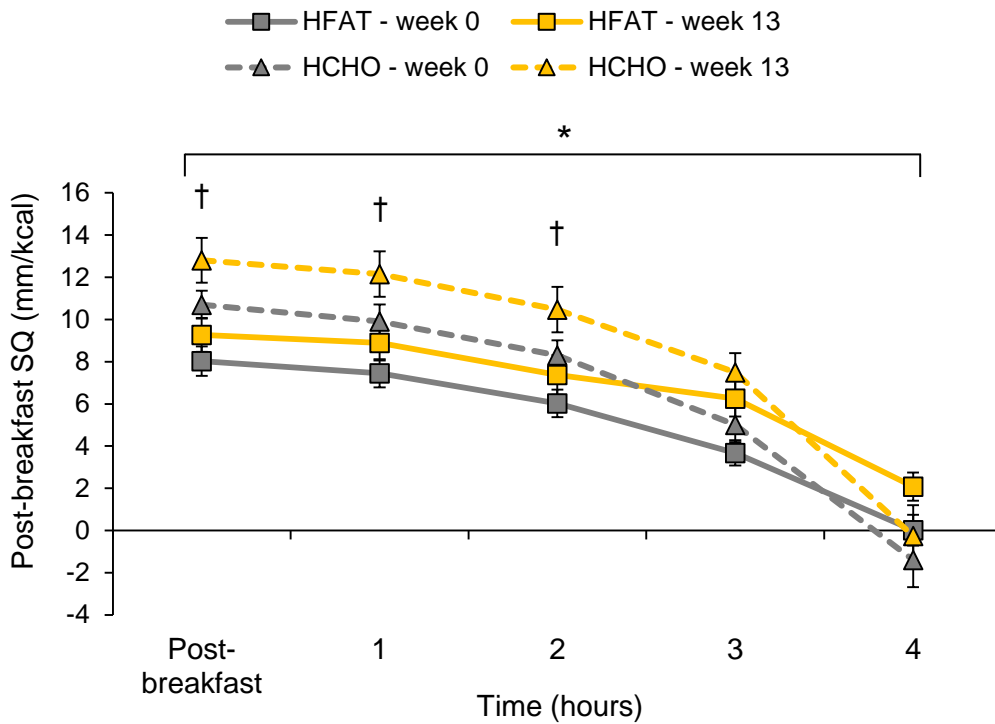 HFAT - week 0
HFAT - week 13
HCHO - week 0
HCHO - week 13
*
† † †
Post-breakfast SQ (mm/kcal)
16
14
12
10
8
6
4
2
0
-2
-4
Post-
breakfast
1
2
3
4
Time (hours)